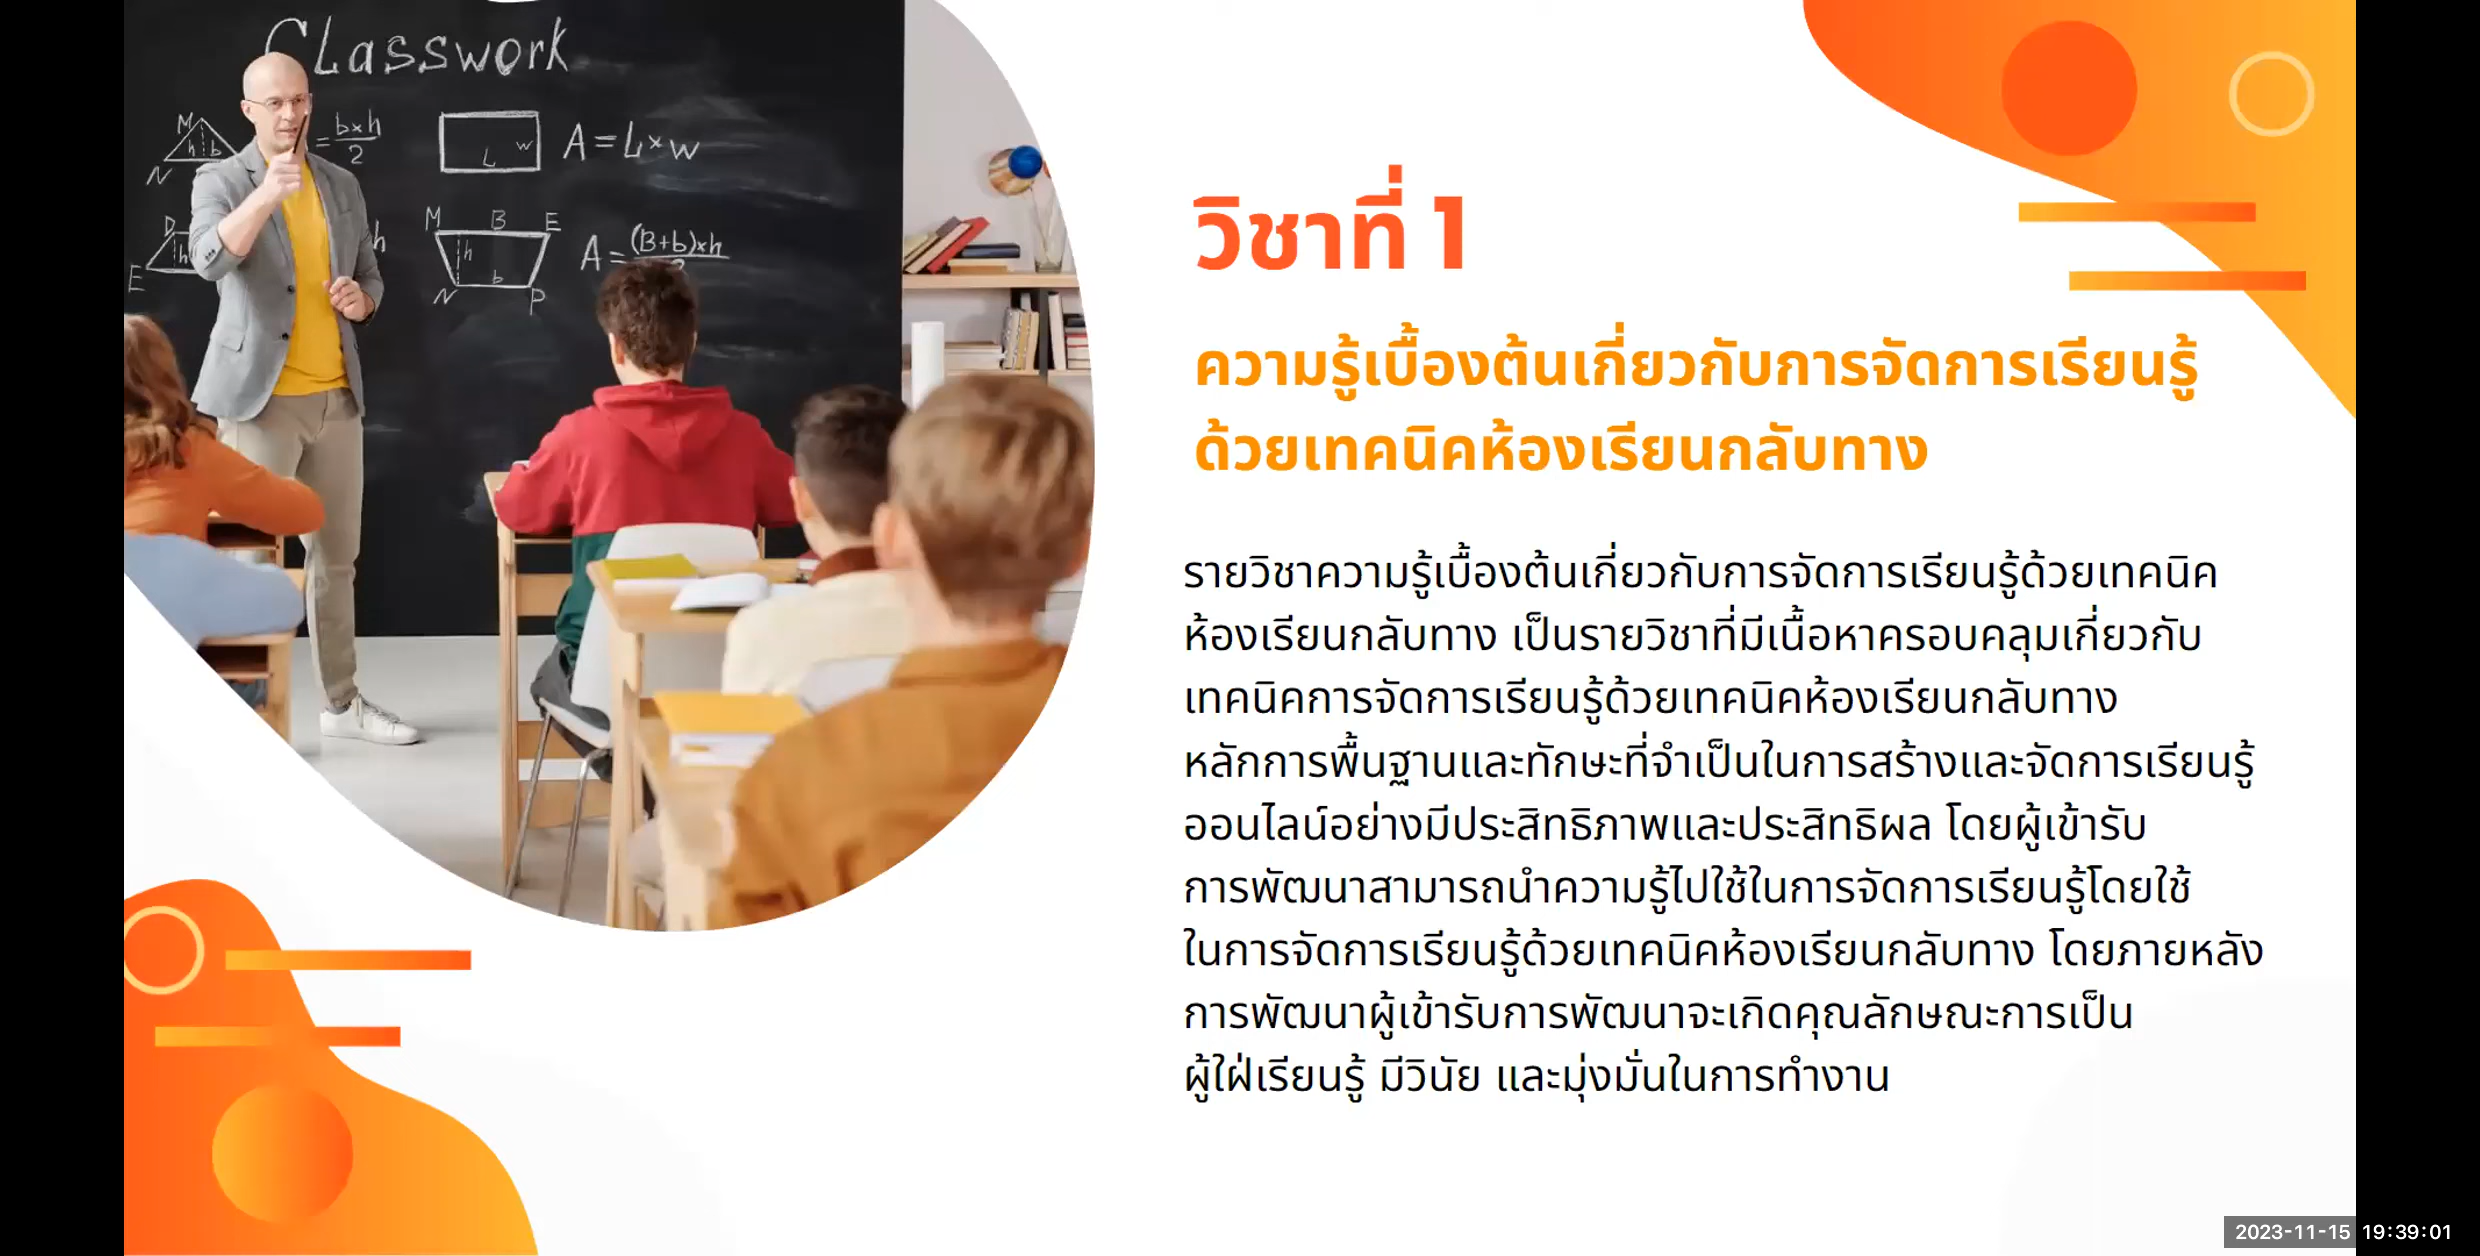 Classwork
M
= b×h
2
h b
N
L w
A = L×w
D
h
h
E
M B E
h
b
N P
A = (B+b)×h
วิชาที่ 1
ความรู้เบื้องต้นเกี่ยวกับการจัดการเรียนรู้
ด้วยเทคนิคห้องเรียนกลับทาง
รายวิชาความรู้เบื้องต้นเกี่ยวกับการจัดการเรียนรู้ด้วยเทคนิค
ห้องเรียนกลับทาง เป็นรายวิชาที่มีเนื้อหาครอบคลุมเกี่ยวกับ
เทคนิคการจัดการเรียนรู้ด้วยเทคนิคห้องเรียนกลับทาง
หลักการพื้นฐานและทักษะที่จำเป็นในการสร้างและจัดการเรียนรู้
ออนไลน์อย่างมีประสิทธิภาพและประสิทธิผล โดยผู้เข้ารับ
การพัฒนาสามารถนำความรู้ไปใช้ในการจัดการเรียนรู้โดยใช้
ในการจัดการเรียนรู้ด้วยเทคนิคห้องเรียนกลับทาง โดยภายหลัง
การพัฒนาผู้เข้ารับการพัฒนาจะเกิดคุณลักษณะการเป็น
ผู้ใฝ่เรียนรู้ มีวินัย และมุ่งมั่นในการทำงาน
2023-11-15 19:39:01